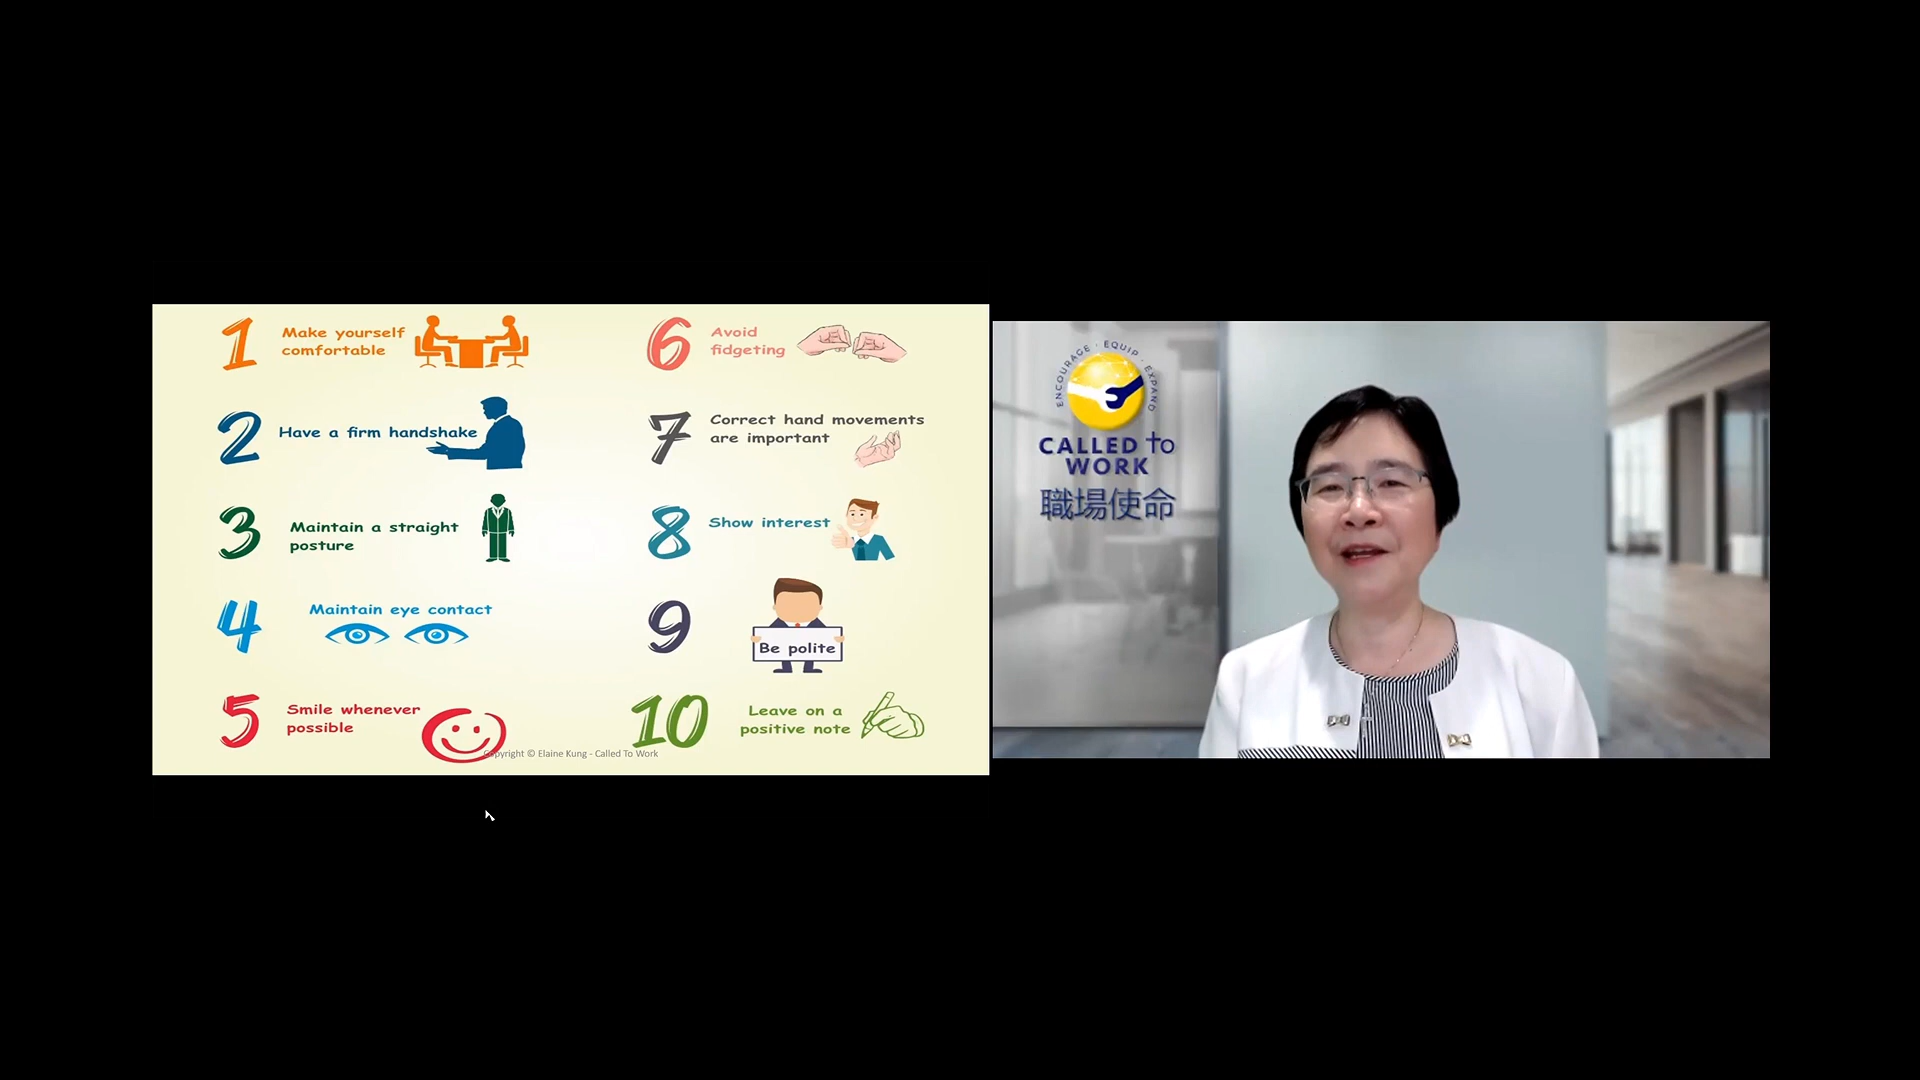 1 Make yourself
comfortable
2 Have a firm handshake
3 Maintain a straight
posture
4 Maintain eye contact
5 Smile whenever
possible
6 Avoid
fidgeting
7 Correct hand movements
are important
8 Show interest
9 Be polite
10 Leave on a
positive note
Copyright © Elaine Kung - Called To Work
ENCOURAGE · EQUIP · EXPAND
CALLED to
WORK
職場使命